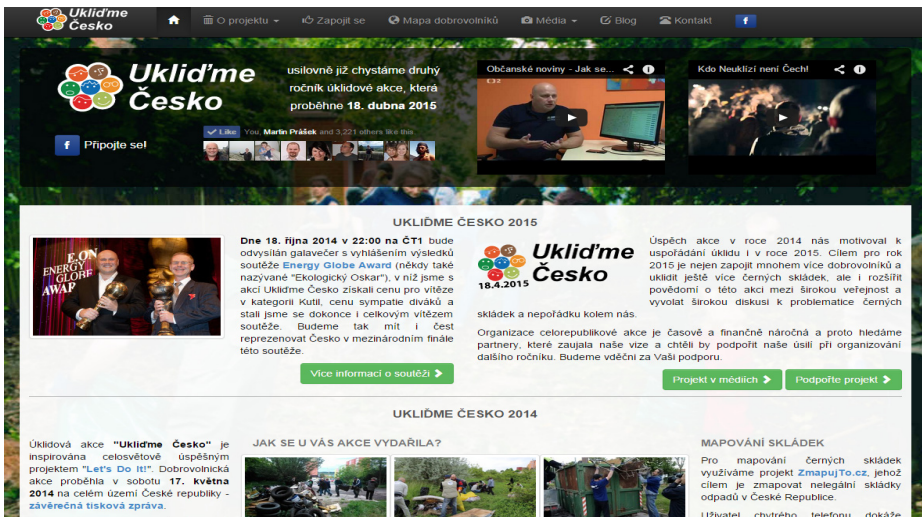 Ukliďme
Česko
O projektu
Zapojit se
Mapa dobrovolníků
Média
Blog
Kontakt
f
Ukliďme
Česko
usilovně již chystáme druhý
ročník úklidové akce, která
proběhne 18. dubna 2015
f Připojte se!
Like You, Martin Prášek and 3,221 others like this.
Občanské noviny - Jak se...
Kdo Neuklízí není Čech!
UKLIĎME ČESKO 2015
E.ON
ENERGY
GLOBE
AWAR
Dne 18. října 2014 v 22:00 na ČT1 bude
odvysílán galavečer s vyhlášením výsledků
soutěže Energy Globe Award (někdy také
nazývané "Ekologický Oskar"), v níž jsme s
akcí Ukliďme Česko získali cenu pro vítěze
v kategorii Kutil, cenu sympatie diváků a
stali jsme se dokonce i celkovým vítězem
soutěže. Budeme tak mít i čest
reprezenovat Česko v mezinárodním finále
této soutěže.
Více informací o soutěži
Ukliďme
Česko
18.4.2015
Úspěch akce v roce 2014 nás motivoval k
uspořádání úklidu i v roce 2015. Cílem pro rok
2015 je nejen zapojit mnohem více dobrovolníků a
uklidit ještě více černých skládek, ale i rozšířit
povědomí o této akci mezi širokou veřejnost a
vyvolat širokou diskusi k problematice černých
skládek a nepořádku kolem nás.
Organizace celorepublikové akce je časově a finančně náročná a proto hledáme
partnery, které zaujala naše vize a chtěli by podpořit naše úsilí při organizování
dalšího ročníku. Budeme vděční za Vaši podporu.
Projekt v médiích
Podpořte projekt
UKLIĎME ČESKO 2014
Úklidová akce "Ukliďme Česko" je
inspirována celosvětově úspěšným
projektem "Let's Do It!". Dobrovolnická
akce proběhla v sobotu 17. května
2014 na celém území České republiky -
závěrečná tisková zpráva.
JAK SE U VÁS AKCE VYDAŘILA?
MAPOVÁNÍ SKLÁDEK
Pro mapování černých skládek
využíváme projekt ZmapujTo.cz, jehož
cílem je zmapovat nelegální skládky
odpadů v České Republice.
Uživatel chytrého telefonu dokáže